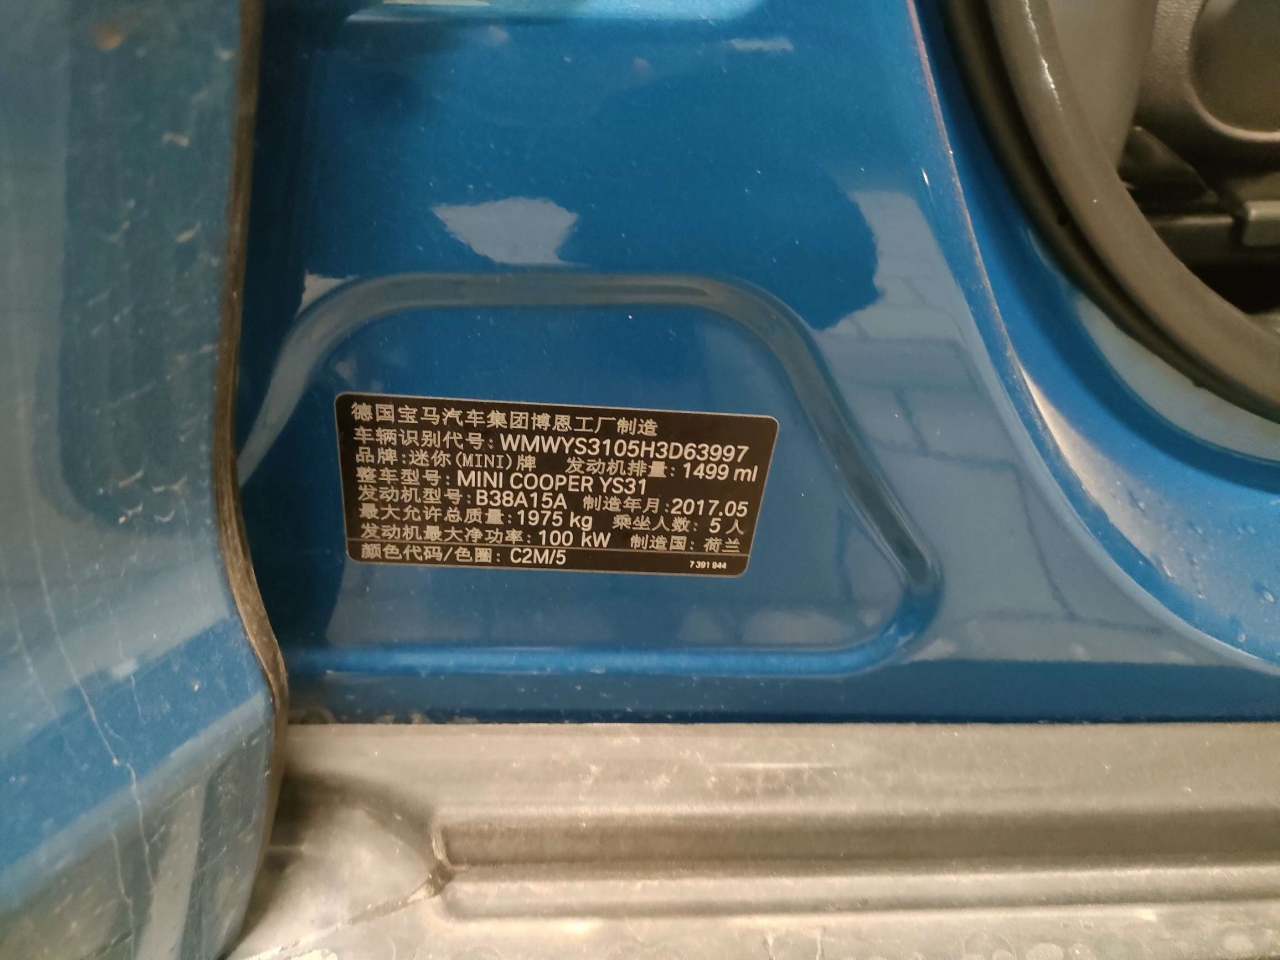 德国宝马汽车集团博恩工厂制造
车辆识别代号: WMWYS3105H3D63997
品牌: 迷你(MINI)牌 发动机排量: 1499 ml
整车型号: MINI COOPER YS31
发动机型号: B38A15A 制造年月: 2017.05
最大允许总质量: 1975 kg 乘坐人数: 5 人
发动机最大净功率: 100 kW 制造国: 荷兰
颜色代码/色圈: C2M/5 7 391 944